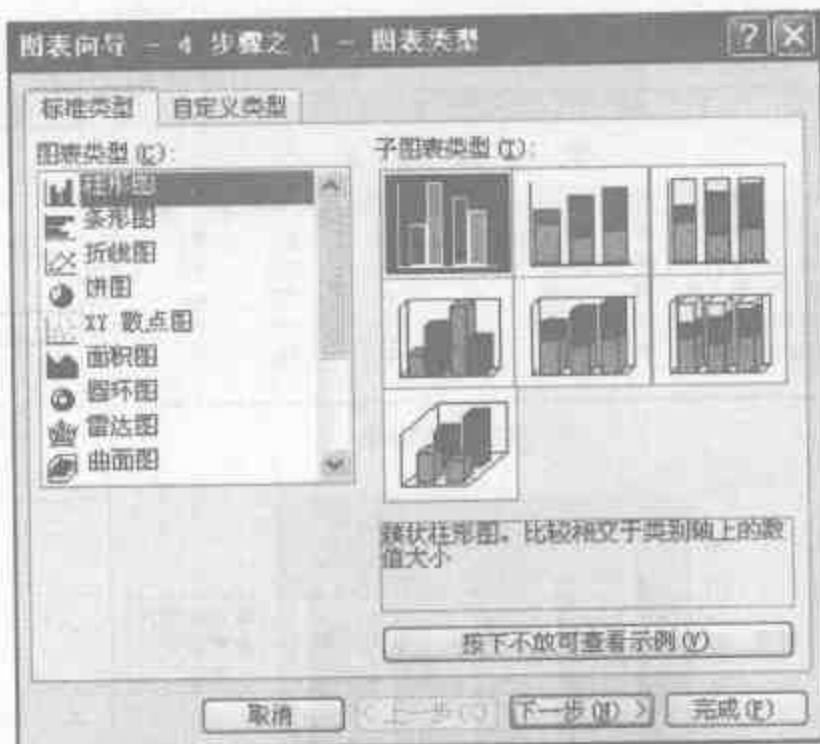 图表向导 - 4 步骤之 1 - 图表类型
标准类型 自定义类型
图表类型(C):
柱形图
条形图
折线图
饼图
XY 散点图
面积图
圆环图
雷达图
曲面图
子图表类型(T):
簇状柱形图。比较相交于类别轴上的数
值大小
按下不放可查看示例(V)
取消 < 上一步(B) 下一步(N) > 完成(F)